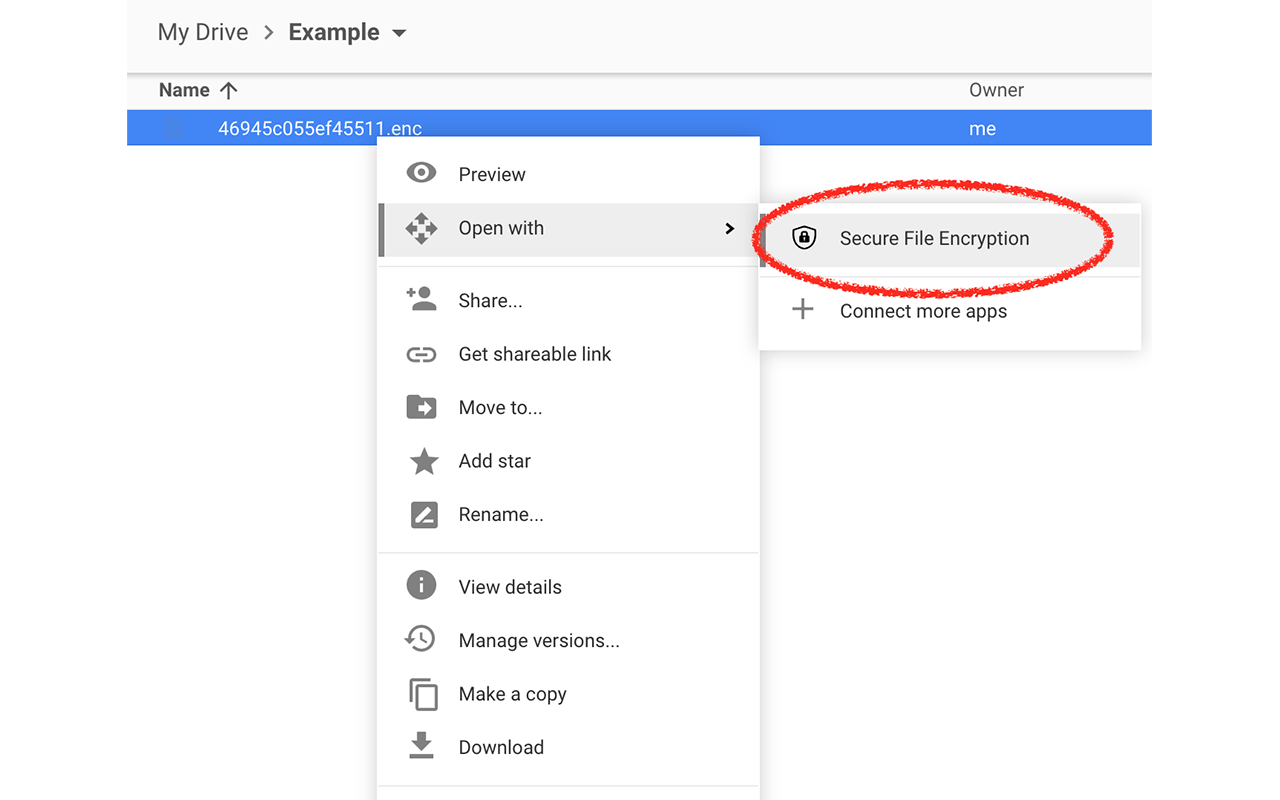 My Drive > Example
Name Owner
46945c055ef45511.enc me
Preview
Open with
Secure File Encryption
Share...
Connect more apps
Get shareable link
Move to...
Add star
Rename...
View details
Manage versions...
Make a copy
Download